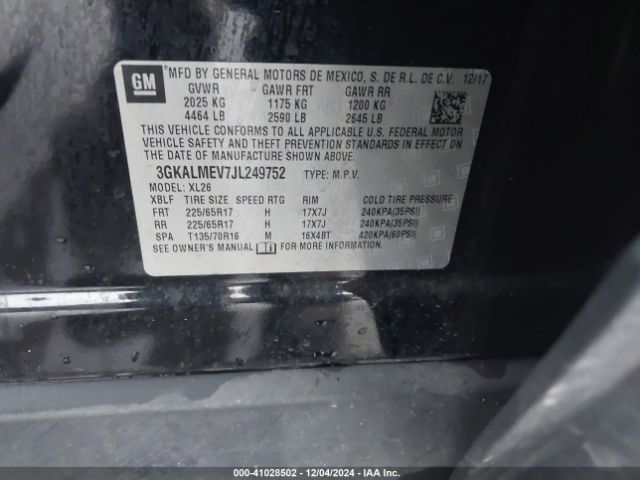 GM
MFD BY GENERAL MOTORS DE MEXICO, S. DE R.L. DE C.V. 12/17
GVWR GAWR FRT GAWR RR
2025 KG 1175 KG 1200 KG
4464 LB 2590 LB 2645 LB
THIS VEHICLE CONFORMS TO ALL APPLICABLE U.S. FEDERAL MOTOR
VEHICLE SAFETY AND THEFT PREVENTION STANDARDS IN EFFECT
ON THE DATE OF MANUFACTURE SHOWN ABOVE.
3GKALMEV7JL249752 TYPE: M.P.V.
MODEL: XL26
XBLF TIRE SIZE SPEED RTG RIM COLD TIRE PRESSURE
FRT 225/65R17 H 17X7J 240KPA(35PSI)
RR 225/65R17 H 17X7J 240KPA(35PSI)
SPA T135/70R16 M 16X4BT 420KPA(60PSI)
SEE OWNER'S MANUAL FOR MORE INFORMATION.
000-41028502 - 12/04/2024 - IAA Inc.